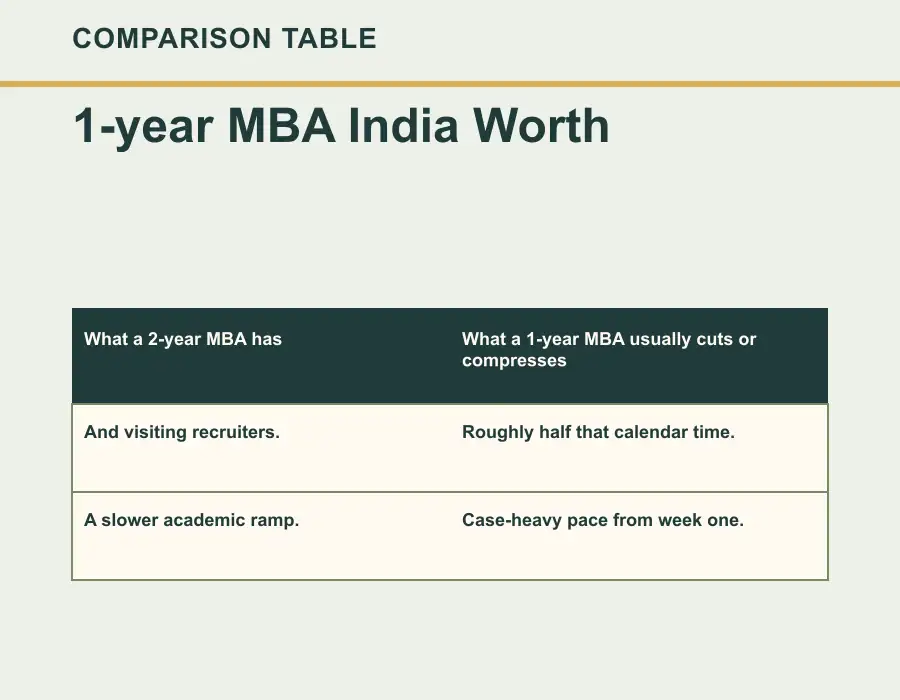 COMPARISON TABLE
1-year MBA India Worth
What a 2-year MBA has
What a 1-year MBA usually cuts or
compresses
And visiting recruiters.
Roughly half that calendar time.
A slower academic ramp.
Case-heavy pace from week one.